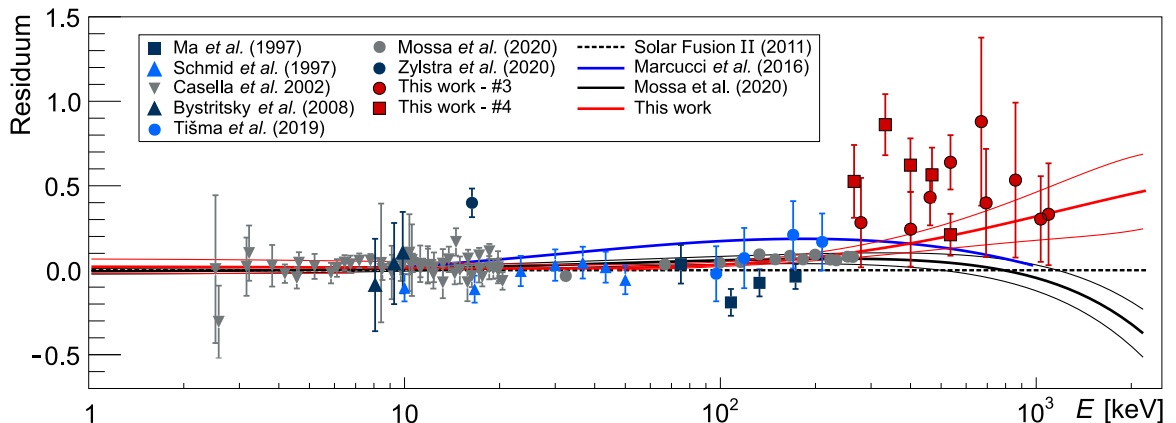 Residuum
1.5
1.0
0.5
0.0
−0.5
Ma et al. (1997)
Schmid et al. (1997)
Casella et al. 2002)
Bystritsky et al. (2008)
Tišma et al. (2019)
Mossa et al. (2020)
Zylstra et al. (2020)
This work - #3
This work - #4
Solar Fusion II (2011)
Marcucci et al. (2016)
Mossa et al. (2020)
This work
1
10
10²
10³
E [keV]